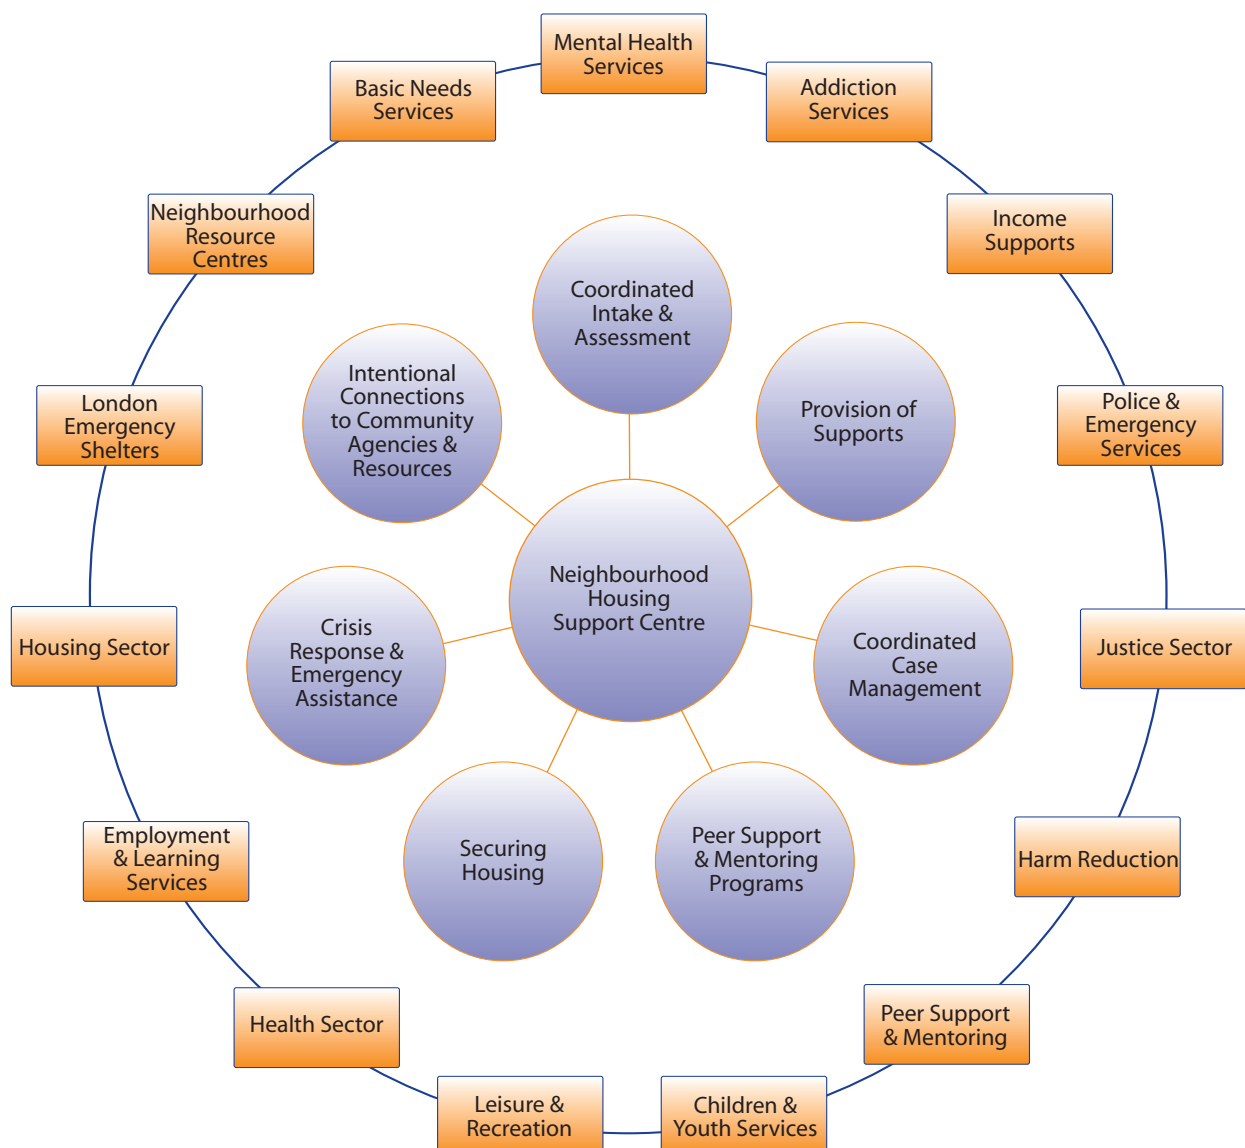 Mental Health
Services
Addiction
Services
Income
Supports
Police &
Emergency
Services
Justice Sector
Harm Reduction
Peer Support
& Mentoring
Children &
Youth Services
Leisure &
Recreation
Health Sector
Employment
& Learning
Services
Housing Sector
London
Emergency
Shelters
Neighbourhood
Resource
Centres
Basic Needs
Services
Coordinated
Intake &
Assessment
Provision of
Supports
Coordinated
Case
Management
Peer Support
& Mentoring
Programs
Securing
Housing
Crisis
Response &
Emergency
Assistance
Intentional
Connections
to Community
Agencies &
Resources
Neighbourhood
Housing
Support Centre